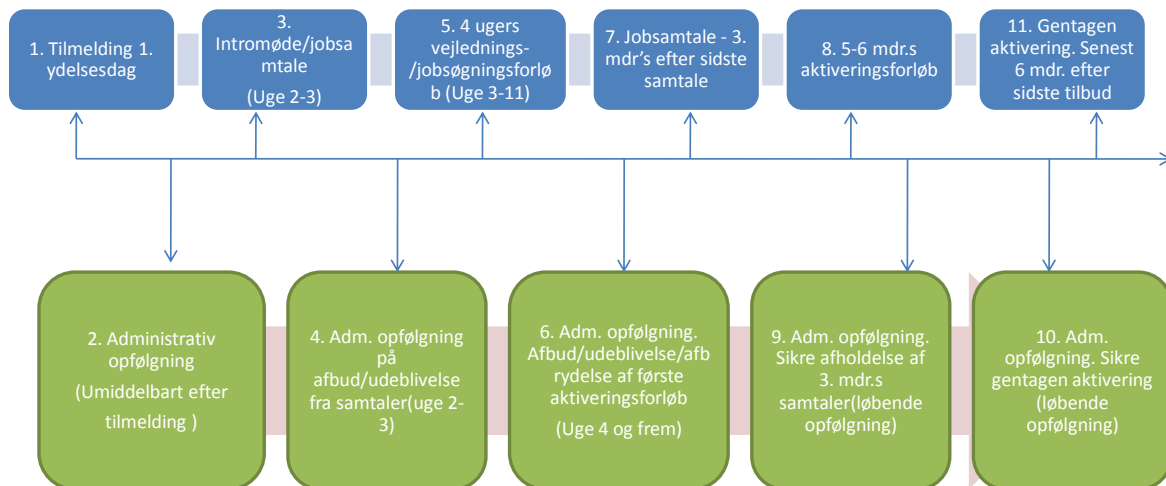 1. Tilmelding 1.
ydelsesdag
3.
Intromøde/jobsa
mtale
(Uge 2-3)
5. 4 ugers
vejlednings-
/jobsøgningsforlø
b (Uge 3-11)
7. Jobsamtale - 3.
mdr's efter sidste
samtale
8. 5-6 mdr.s
aktiveringsforløb
11. Gentagen
aktivering. Senest
6 mdr. efter
sidste tilbud
2. Administrativ
opfølgning
(Umiddelbart efter
tilmelding )
4. Adm. opfølgning
på
afbud/udeblivelse
fra samtaler(uge 2-
3)
6. Adm. opfølgning.
Afbud/udeblivelse/afb
rydelse af første
aktiveringsforløb
(Uge 4 og frem)
9. Adm. opfølgning.
Sikre afholdelse af
3. mdr.s
samtaler(løbende
opfølgning)
10. Adm.
opfølgning. Sikre
gentagen aktivering
(løbende
opfølgning)